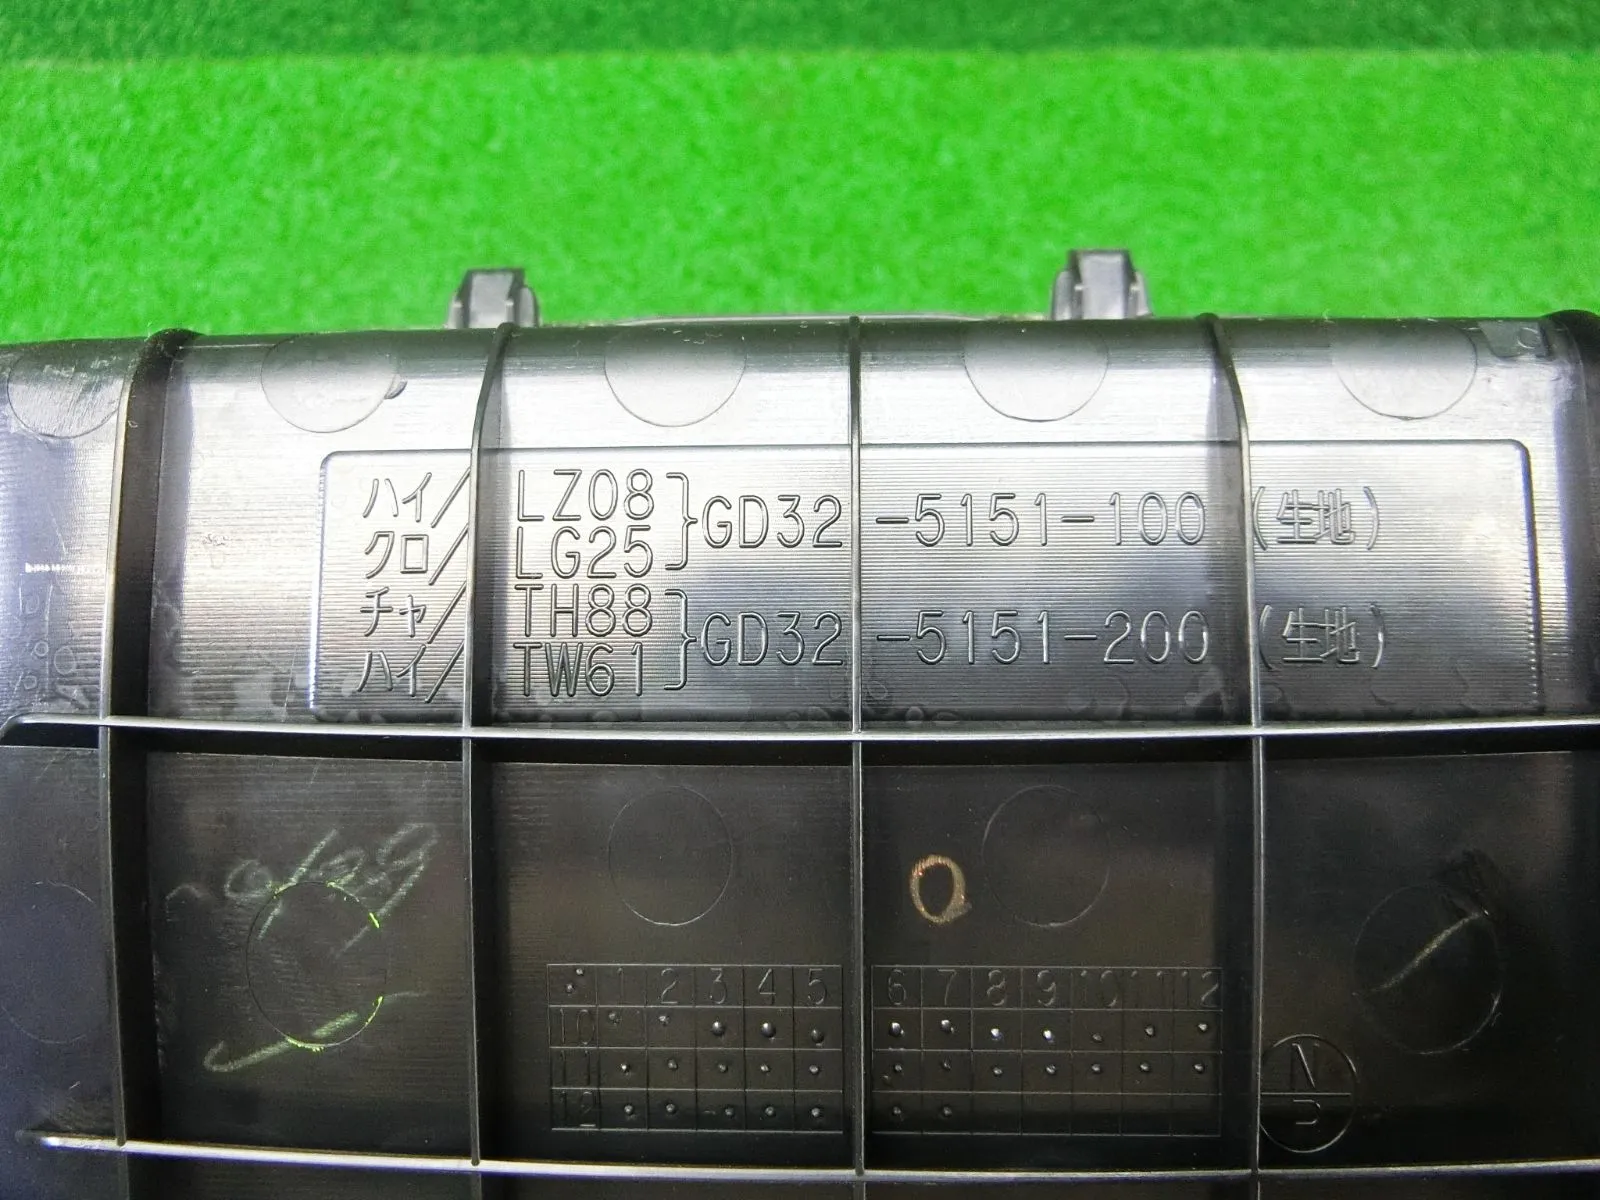 ハイ/ LZ08
クロ/ LG25 } GD32-5151-100 (生地)
チャ/ TH88
ハイ/ TW61 } GD32-5151-200 (生地)
1 2 3 4 5 6 7 8 9 10 11 12
10
11
12